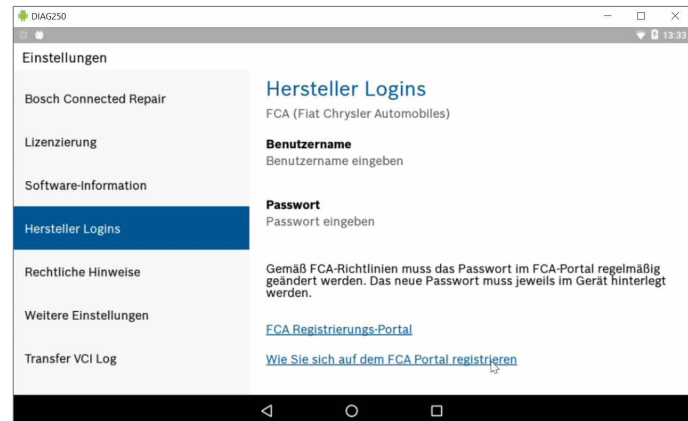 DIAG250
13:33
Einstellungen
Bosch Connected Repair
Lizenzierung
Software-Information
Hersteller Logins
Rechtliche Hinweise
Weitere Einstellungen
Transfer VCI Log
Hersteller Logins
FCA (Fiat Chrysler Automobiles)
Benutzername
Benutzername eingeben
Passwort
Passwort eingeben
Gemäß FCA-Richtlinien muss das Passwort im FCA-Portal regelmäßig
geändert werden. Das neue Passwort muss jeweils im Gerät hinterlegt
werden.
FCA Registrierungs-Portal
Wie Sie sich auf dem FCA Portal registrieren